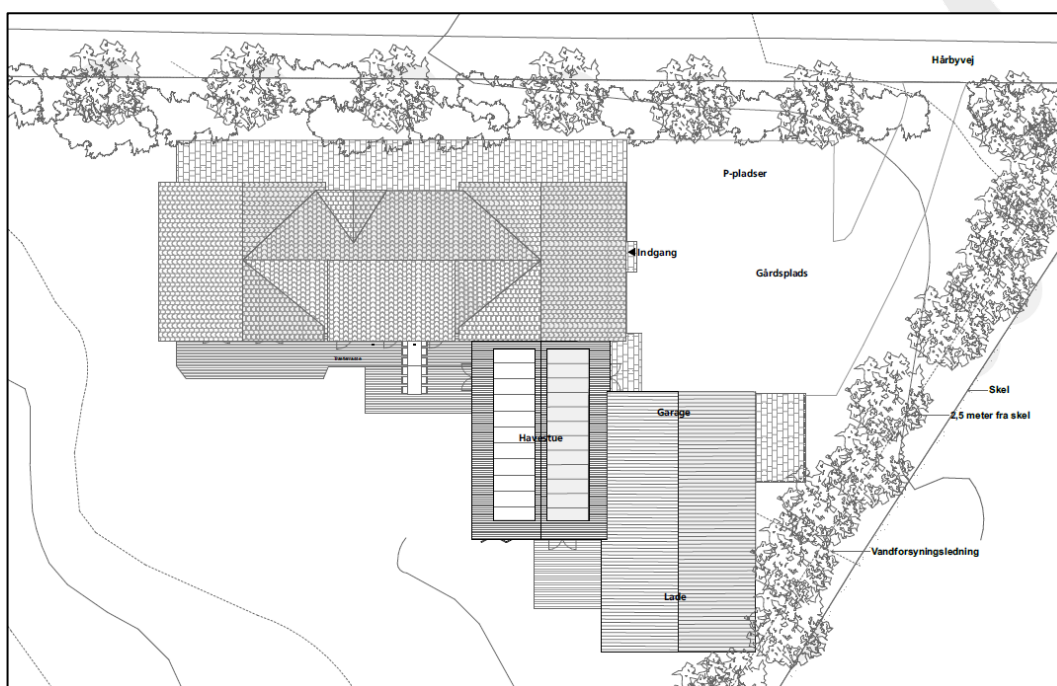 Hårbyvej
P-pladser
Indgang
Gårdsplads
Skel
Garage
2,5 meter fra skel
Havestue
Vandforsyningsledning
Lade